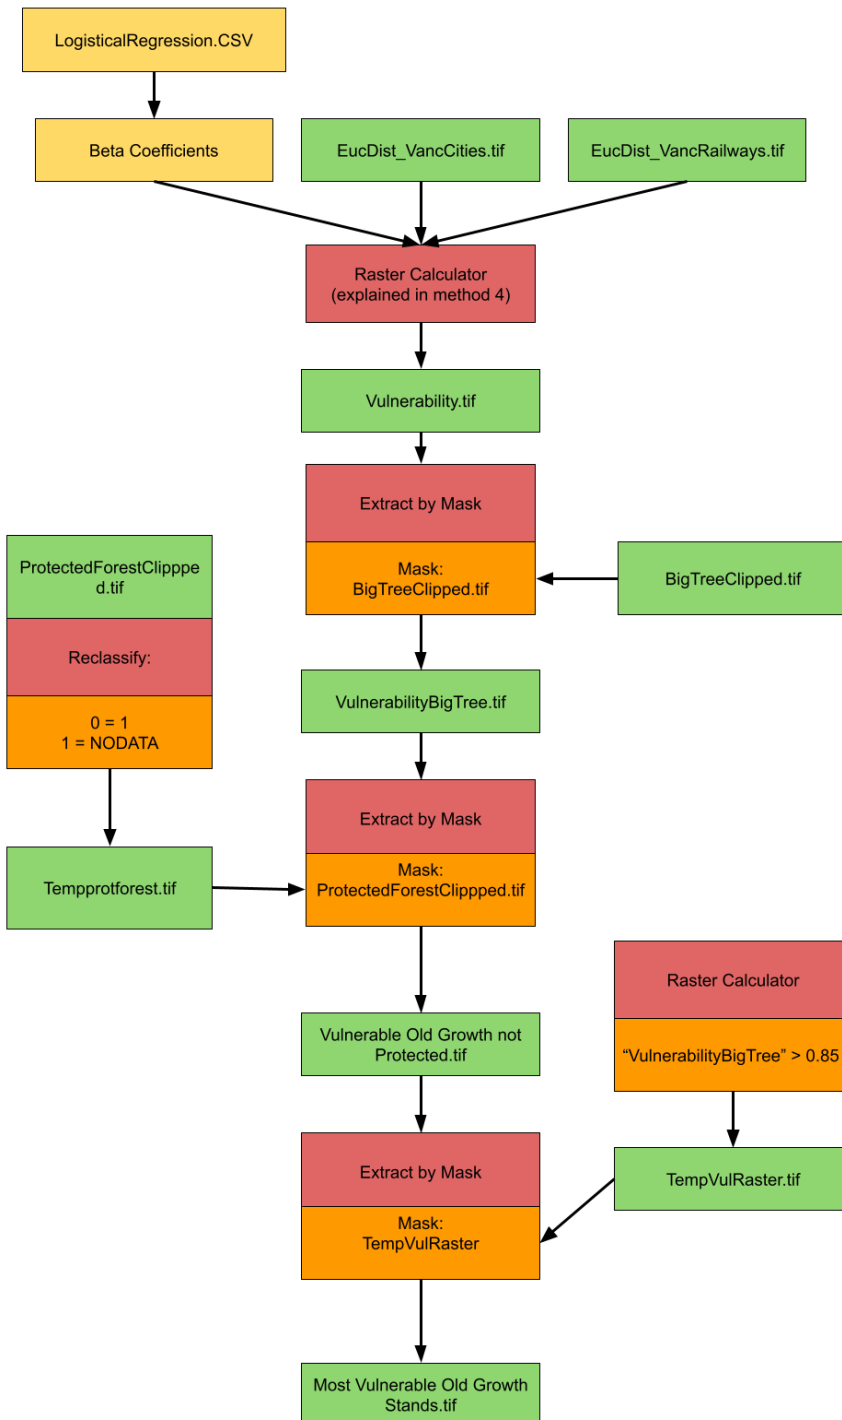 LogisticalRegression.CSV
Beta Coefficients
EucDist_VancCities.tif
EucDist_VancRailways.tif
Raster Calculator
(explained in method 4)
Vulnerability.tif
Extract by Mask
Mask:
BigTreeClipped.tif
BigTreeClipped.tif
ProtectedForestClipppe
d.tif
Reclassify:
0 = 1
1 = NODATA
VulnerabilityBigTree.tif
Extract by Mask
Mask:
ProtectedForestClippped.tif
Tempprotforest.tif
Vulnerable Old Growth not
Protected.tif
Raster Calculator
“VulnerabilityBigTree” > 0.85
TempVulRaster.tif
Extract by Mask
Mask:
TempVulRaster
Most Vulnerable Old Growth
Stands.tif